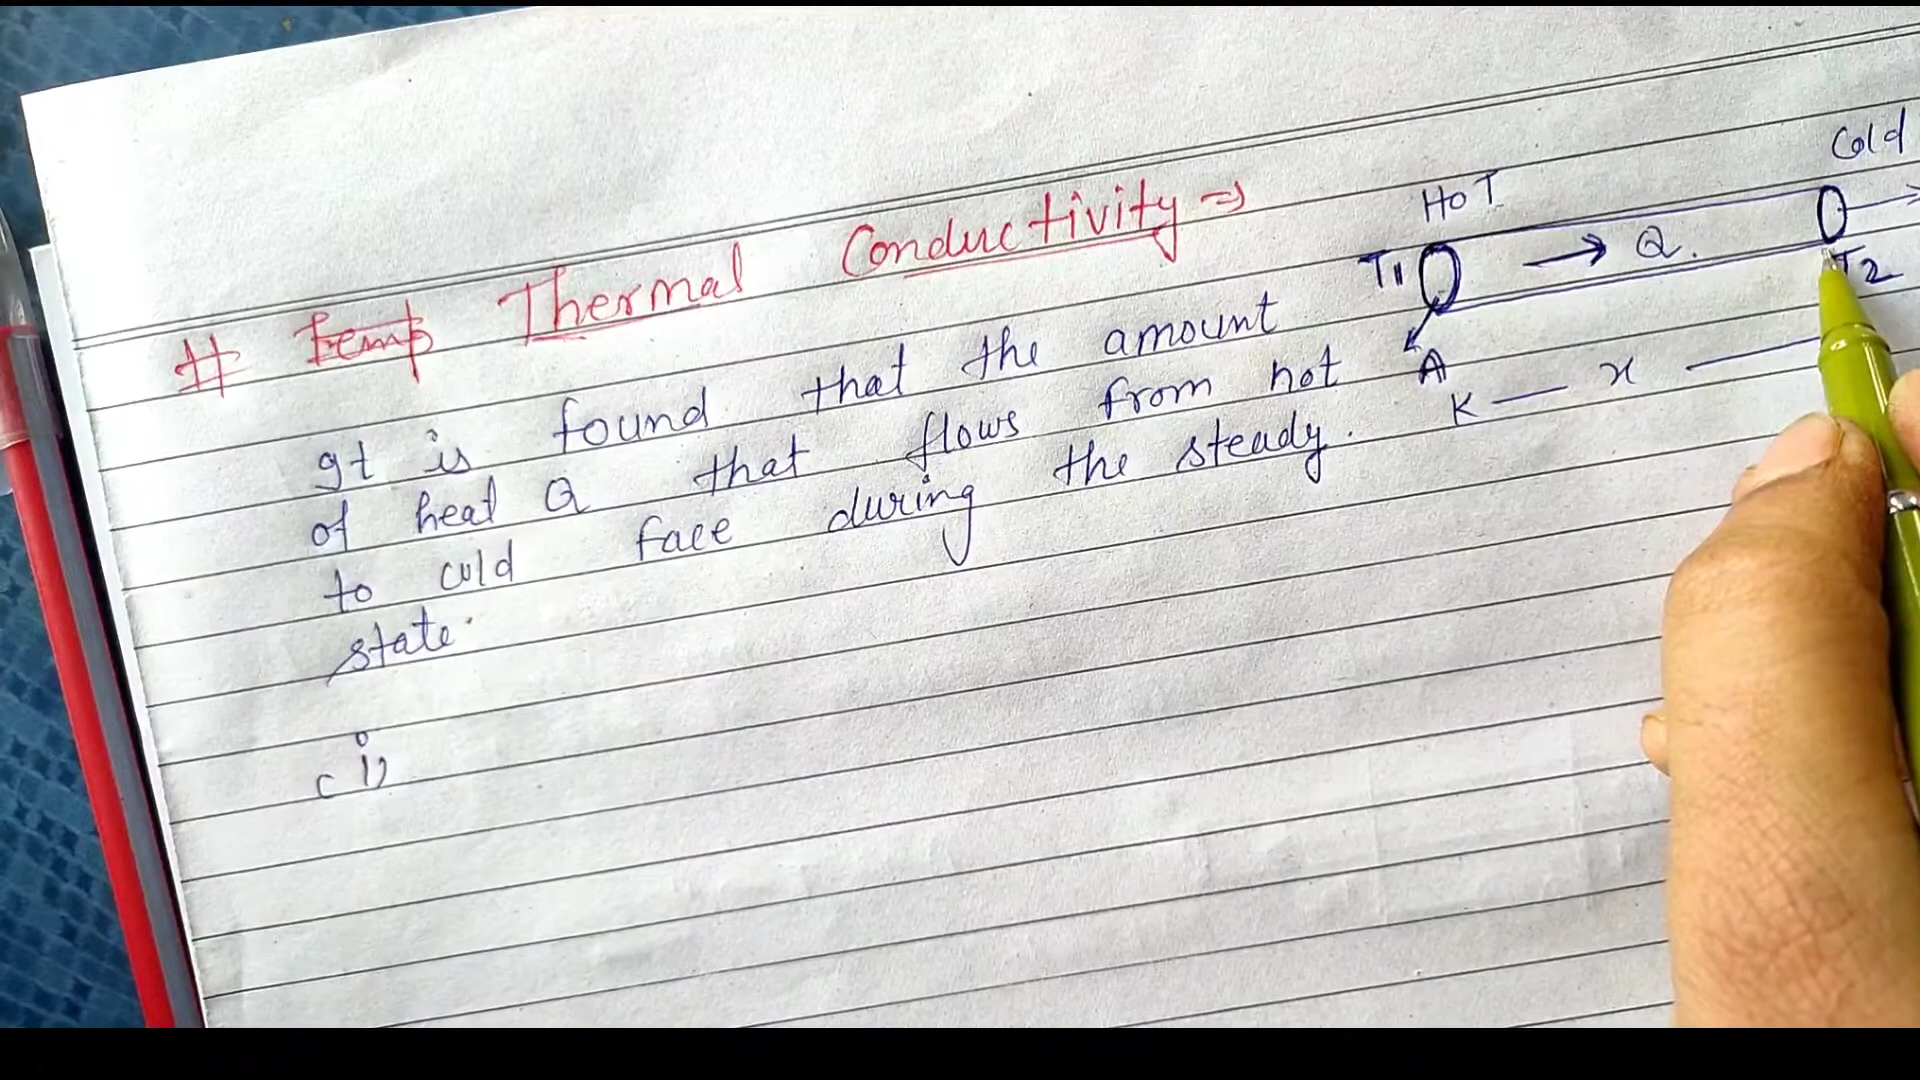 # Temp Thermal Conductivity ⇒
It is found that the amount
of heat Q that flows from hot
to cold face during the steady.
state.
(i)
HOT
Cold
T1 → Q. T2
A
K — x —